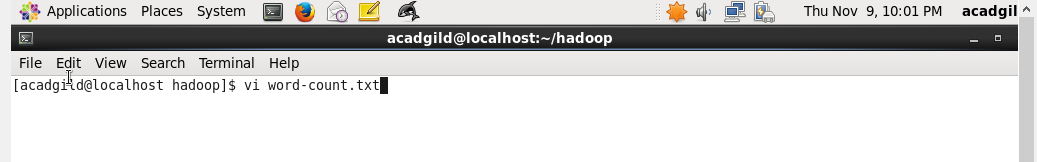 Applications Places System Thu Nov 9, 10:01 PM acadgil
acadgild@localhost:~/hadoop
File Edit View Search Terminal Help
[acadgild@localhost hadoop]$ vi word-count.txt